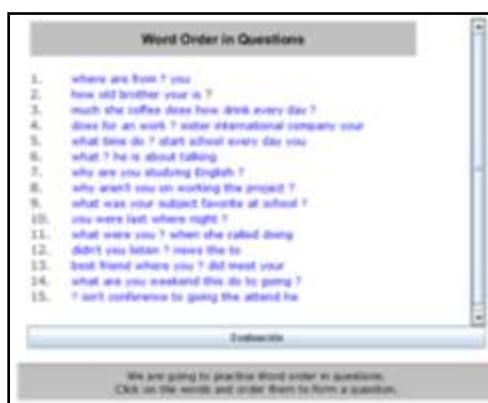 Word Order in Questions
1. where are from ? you
2. how old brother your is ?
3. much she coffee does how drink every day ?
4. does for an work ? sister international company your
5. what time do ? start school every day you
6. what ? he is about talking
7. why are you studying English ?
8. why aren't you on working the project ?
9. what was your subject favorite at school ?
10. you were last where night ?
11. what were you ? when she called doing
12. didn't you listen ? news the to
13. best friend where you ? did meet your
14. what are you weekend this do to going ?
15. ? isn't conference to going the attend he
Evaluación
We are going to practise Word order in questions.
Click on the words and order them to form a question.